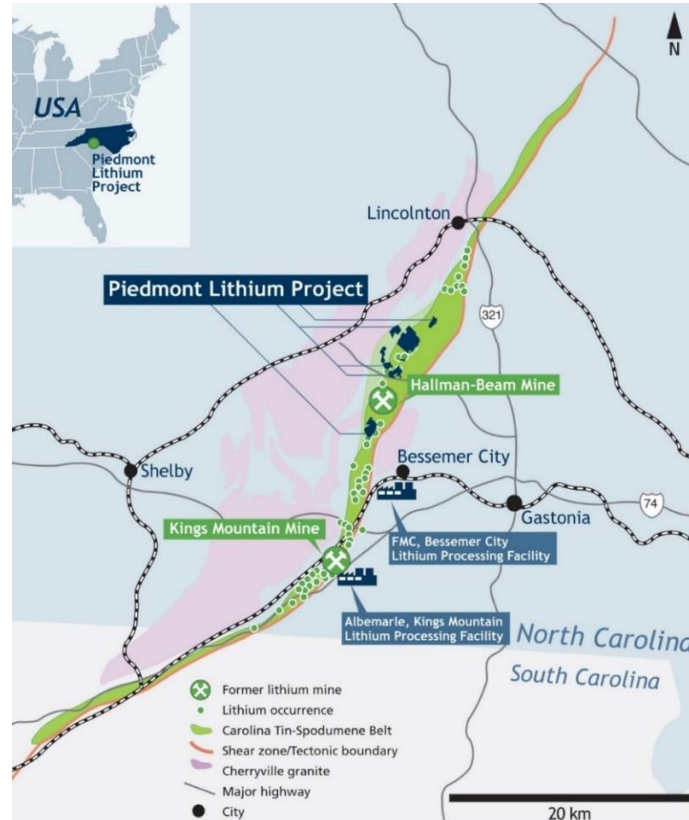 USA
Piedmont
Lithium
Project
N
Lincolnton
Piedmont Lithium Project
321
Hallman-Beam Mine
Bessemer City
Shelby
Gastonia
74
Kings Mountain Mine
FMC, Bessemer City
Lithium Processing Facility
Albemarle, Kings Mountain
Lithium Processing Facility
North Carolina
South Carolina
Former lithium mine
Lithium occurrence
Carolina Tin-Spodumene Belt
Shear zone/Tectonic boundary
Cherryville granite
Major highway
City
20 km